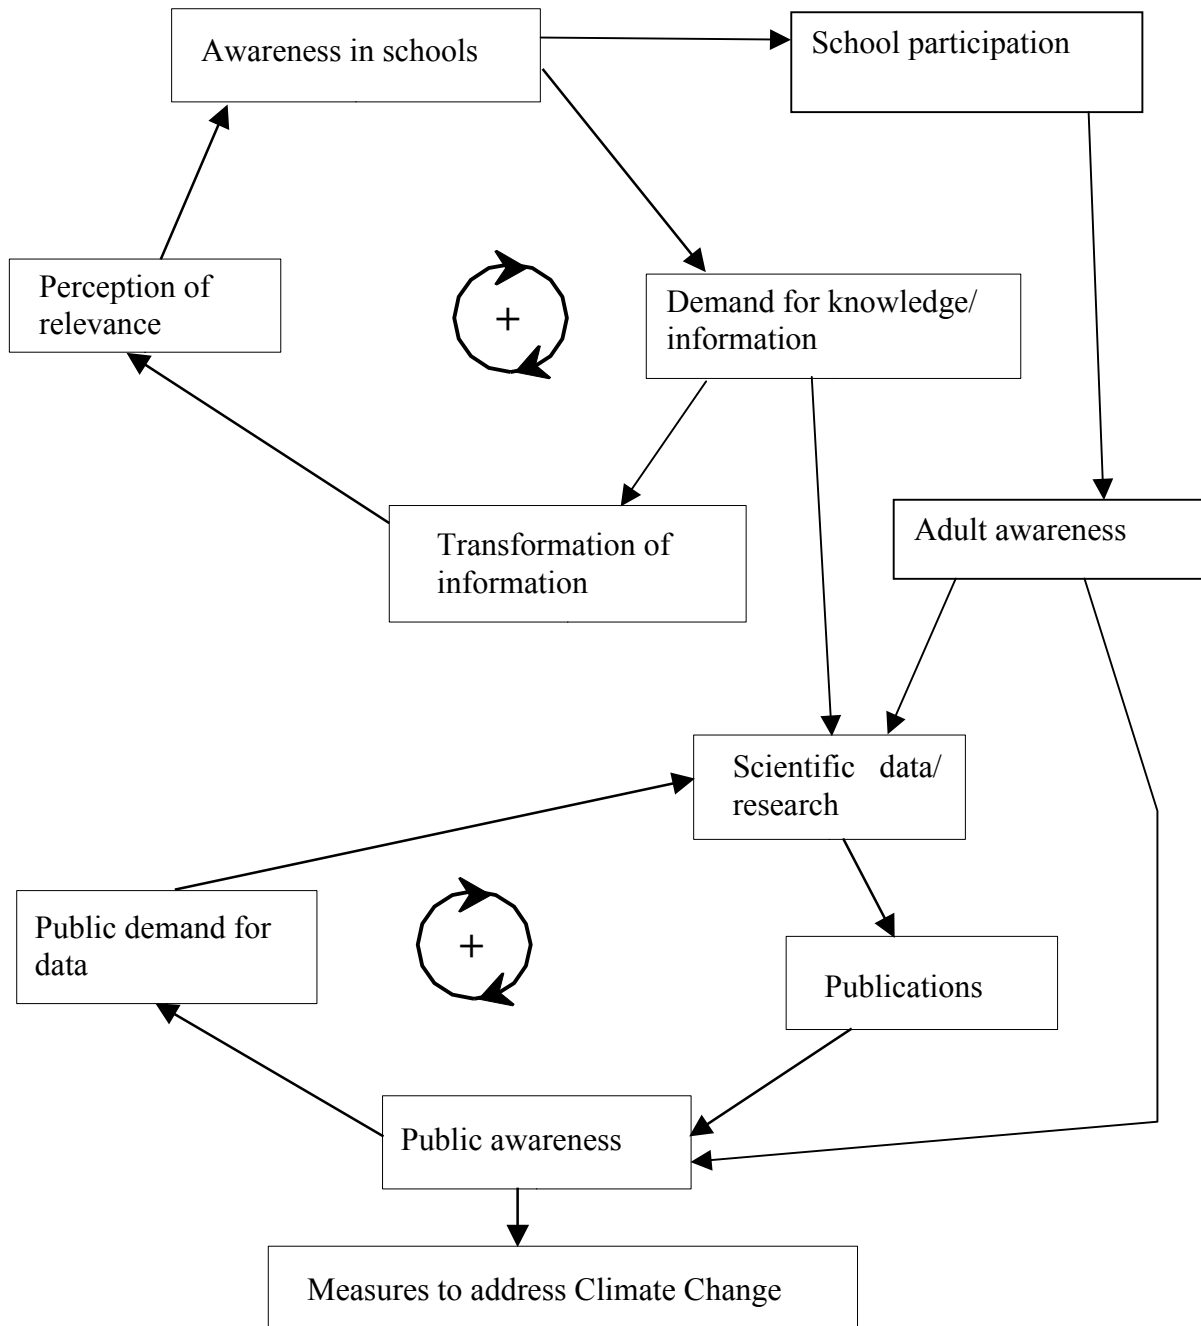 Awareness in schools
School participation
Perception of
relevance
+
Demand for knowledge/
information
Transformation of
information
Adult awareness
Scientific data/
research
Public demand for
data
+
Publications
Public awareness
Measures to address Climate Change